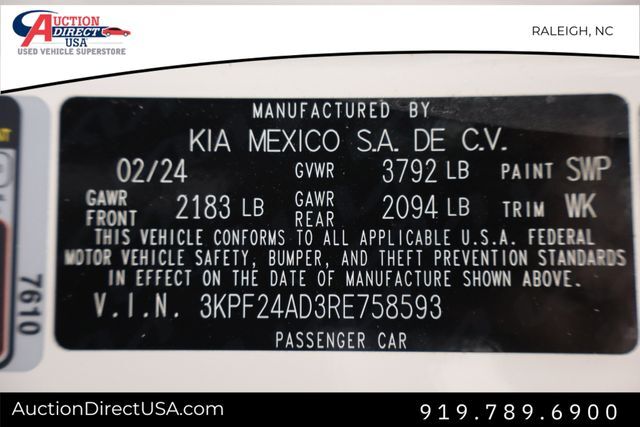 AUCTION
DIRECT
USA
USED VEHICLE SUPERSTORE
RALEIGH, NC
MANUFACTURED BY
KIA MEXICO S.A. DE C.V.
02/24 GVWR 3792 LB PAINT SWP
GAWR FRONT 2183 LB GAWR REAR 2094 LB TRIM WK
THIS VEHICLE CONFORMS TO ALL APPLICABLE U.S.A. FEDERAL
MOTOR VEHICLE SAFETY, BUMPER, AND THEFT PREVENTION STANDARDS
IN EFFECT ON THE DATE OF MANUFACTURE SHOWN ABOVE.
V.I.N. 3KPF24AD3RE758593
PASSENGER CAR
7610
AuctionDirectUSA.com
919.789.6900